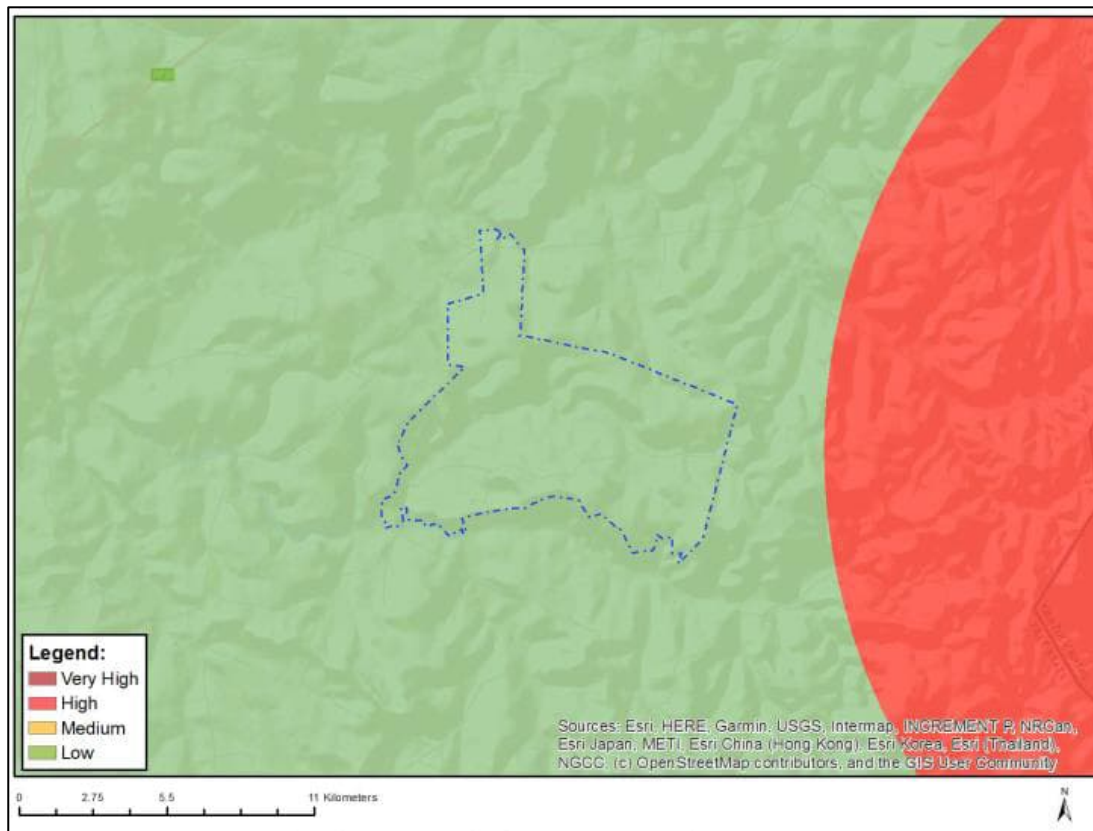 Legend:
Very High
High
Medium
Low
Sources: Esri, HERE, Garmin, USGS, Intermap, INCREMENT P, NRCan,
Esri Japan, METI, Esri China (Hong Kong), Esri Korea, Esri (Thailand),
NGCC, (c) OpenStreetMap contributors, and the GIS User Community
0 2.75 5.5 11 Kilometers
N